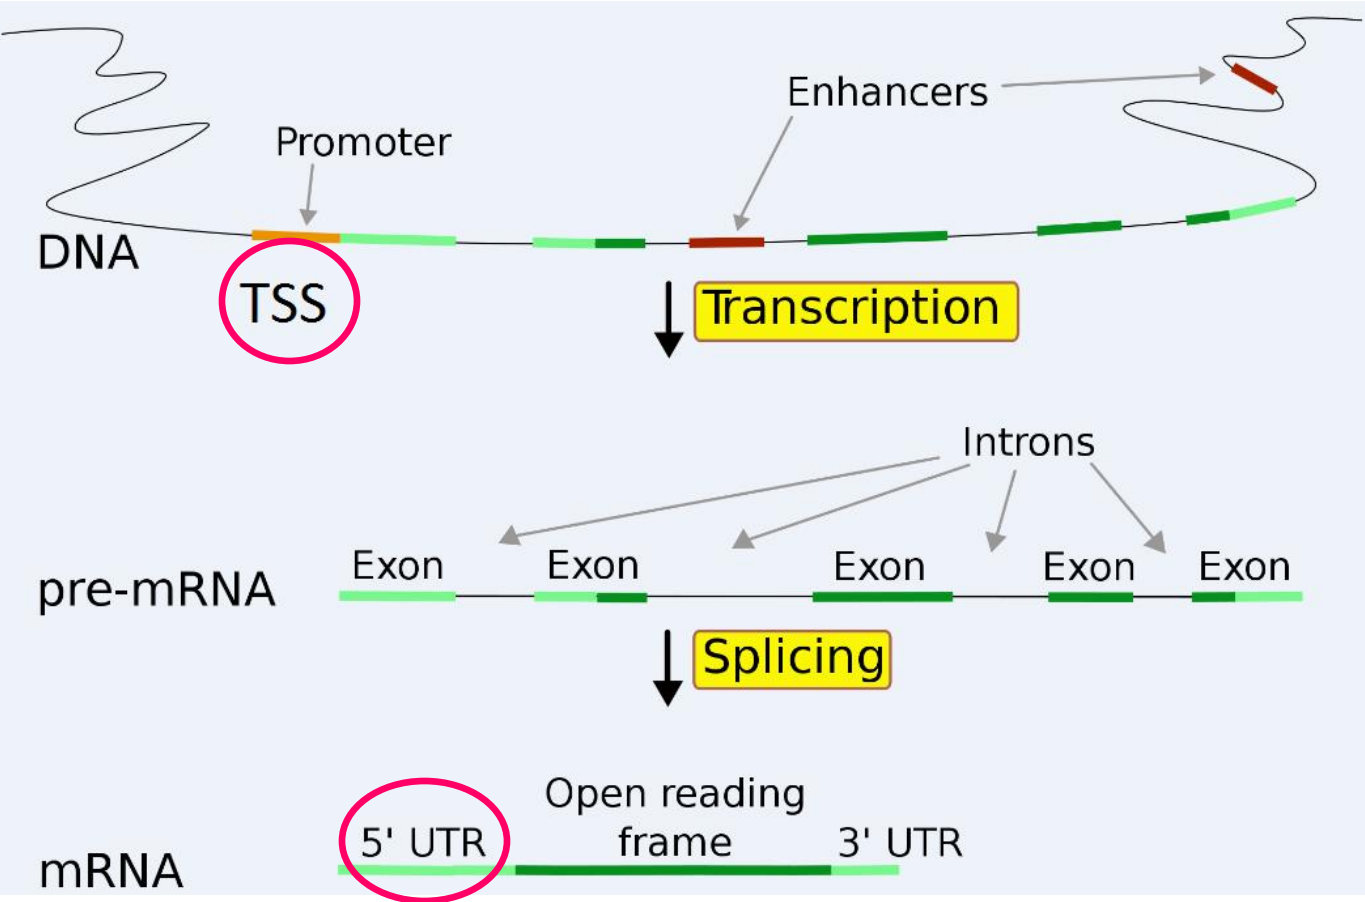 Enhancers
Promoter
DNA
TSS
Transcription
Introns
Exon Exon Exon Exon Exon
pre-mRNA
Splicing
Open reading
frame
5' UTR
3' UTR
mRNA